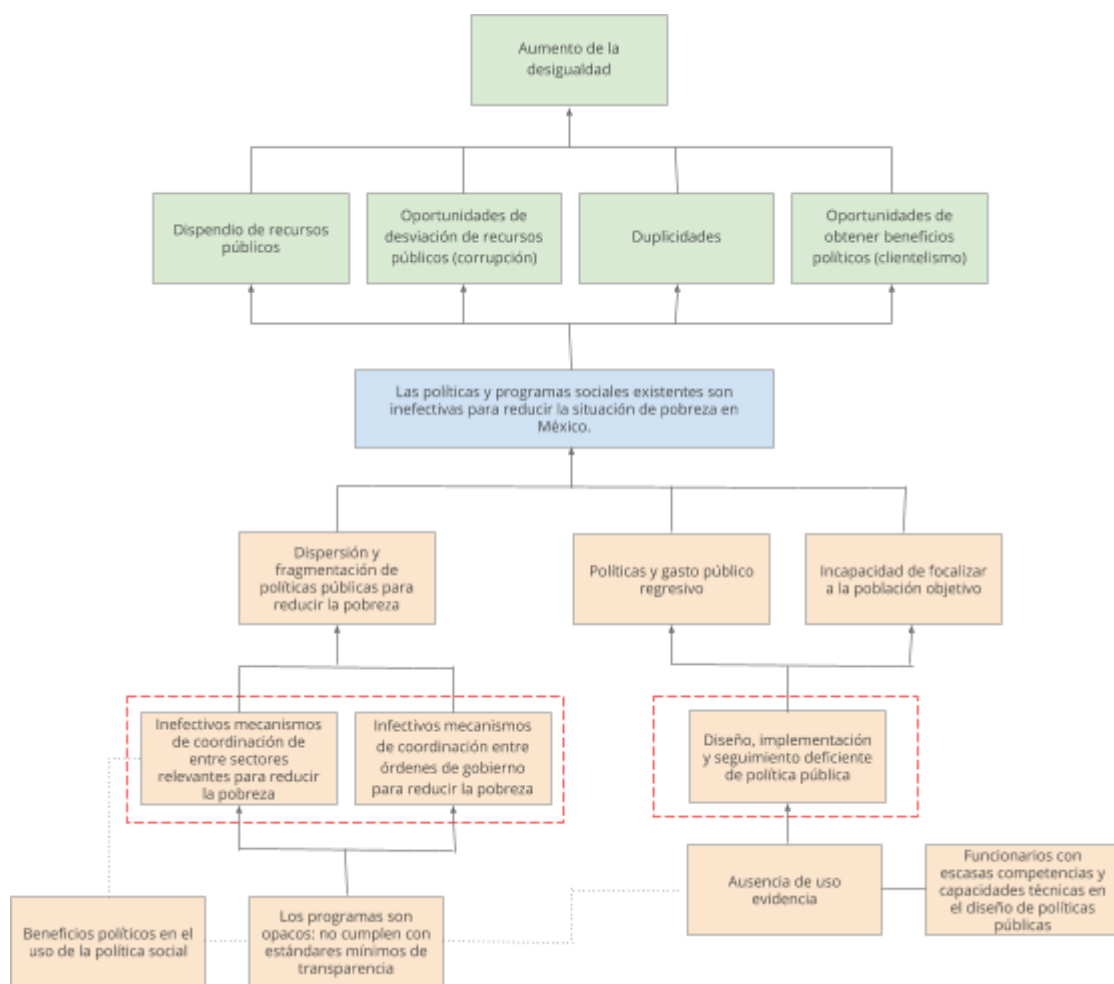 Aumento de la
desigualdad
Dispendio de recursos
públicos
Oportunidades de
desviación de recursos
públicos (corrupción)
Duplicidades
Oportunidades de
obtener beneficios
políticos (clientelismo)
Las políticas y programas sociales existentes son
inefectivas para reducir la situación de pobreza en
México.
Dispersión y
fragmentación de
políticas públicas para
reducir la pobreza
Políticas y gasto público
regresivo
Incapacidad de focalizar
a la población objetivo
Inefectivos mecanismos
de coordinación de
entre sectores
relevantes para reducir
la pobreza
Infectivos mecanismos
de coordinación entre
órdenes de gobierno
para reducir la pobreza
Diseño, implementación
y seguimiento deficiente
de política pública
Beneficios políticos en el
uso de la política social
Los programas son
opacos: no cumplen con
estándares mínimos de
transparencia
Ausencia de uso
evidencia
Funcionarios con
escasas competencias y
capacidades técnicas en
el diseño de políticas
públicas